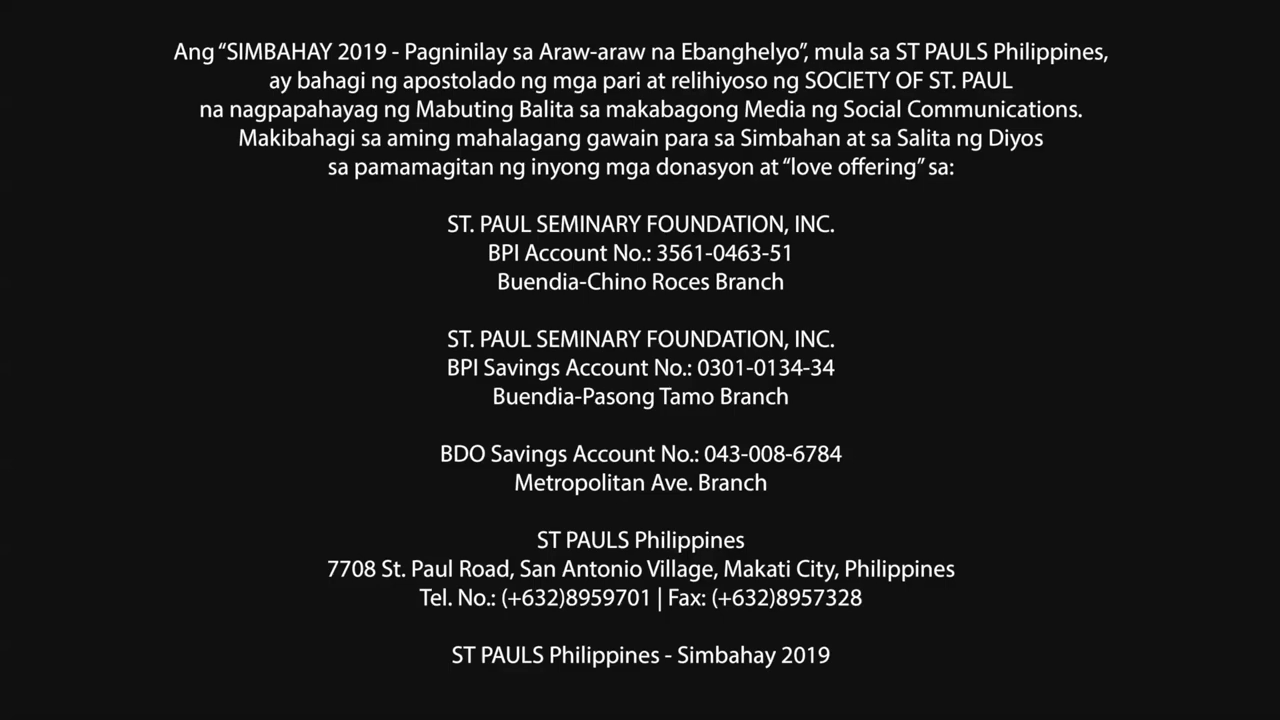 Ang “SIMBAHAY 2019 - Pagninilay sa Araw-araw na Ebanghelyo”, mula sa ST PAULS Philippines,
ay bahagi ng apostolado ng mga pari at relihiyoso ng SOCIETY OF ST. PAUL
na nagpapahayag ng Mabuting Balita sa makabagong Media ng Social Communications.
Makibahagi sa aming mahalagang gawain para sa Simbahan at sa Salita ng Diyos
sa pamamagitan ng inyong mga donasyon at “love offering” sa:
ST. PAUL SEMINARY FOUNDATION, INC.
BPI Account No.: 3561-0463-51
Buendia-Chino Roces Branch
ST. PAUL SEMINARY FOUNDATION, INC.
BPI Savings Account No.: 0301-0134-34
Buendia-Pasong Tamo Branch
BDO Savings Account No.: 043-008-6784
Metropolitan Ave. Branch
ST PAULS Philippines
7708 St. Paul Road, San Antonio Village, Makati City, Philippines
Tel. No.: (+632)8959701 | Fax: (+632)8957328
ST PAULS Philippines - Simbahay 2019